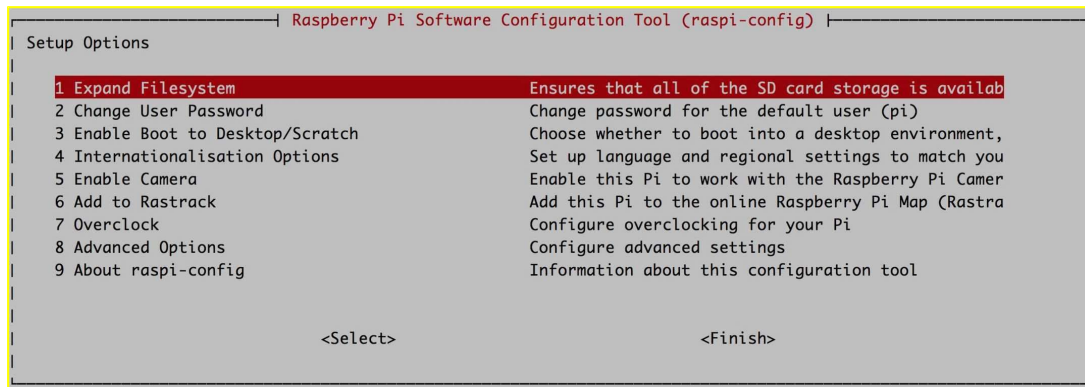 Raspberry Pi Software Configuration Tool (raspi-config)
Setup Options
1 Expand Filesystem Ensures that all of the SD card storage is availab
2 Change User Password Change password for the default user (pi)
3 Enable Boot to Desktop/Scratch Choose whether to boot into a desktop environment,
4 Internationalisation Options Set up language and regional settings to match you
5 Enable Camera Enable this Pi to work with the Raspberry Pi Camer
6 Add to Rastrack Add this Pi to the online Raspberry Pi Map (Rastra
7 Overclock Configure overclocking for your Pi
8 Advanced Options Configure advanced settings
9 About raspi-config Information about this configuration tool
<Select> <Finish>